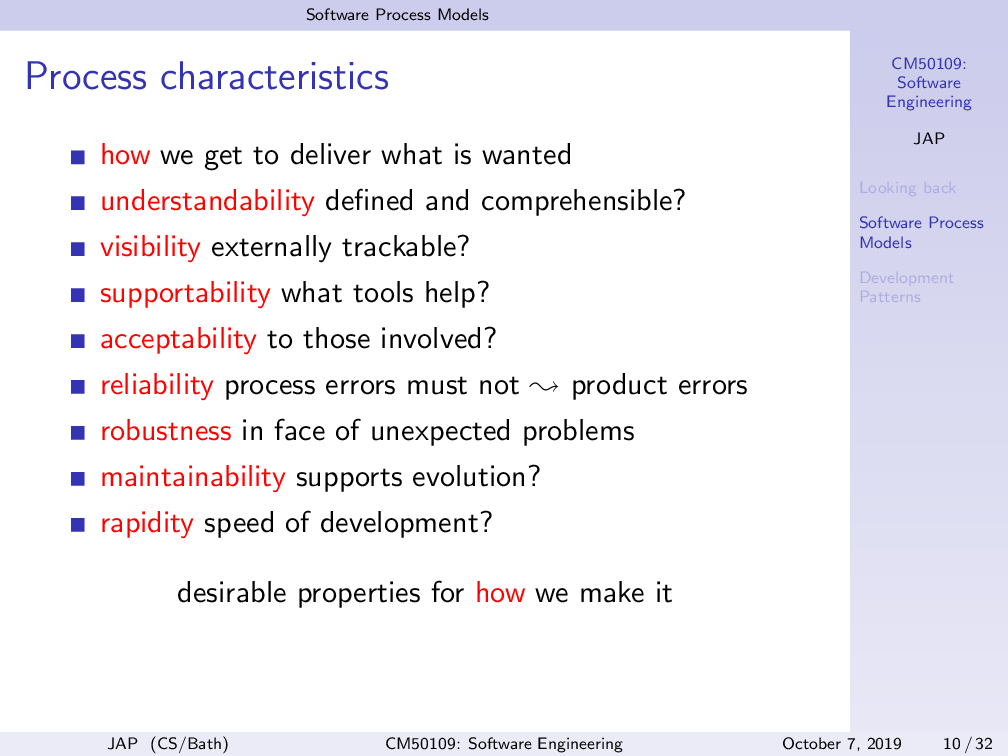 Software Process Models
Process characteristics
how we get to deliver what is wanted
understandability defined and comprehensible?
visibility externally trackable?
supportability what tools help?
acceptability to those involved?
reliability process errors must not ⤳ product errors
robustness in face of unexpected problems
maintainability supports evolution?
rapidity speed of development?
desirable properties for how we make it
CM50109:
Software
Engineering
JAP
Looking back
Software Process
Models
Development
Patterns
JAP (CS/Bath)
CM50109: Software Engineering
October 7, 2019
10 / 32